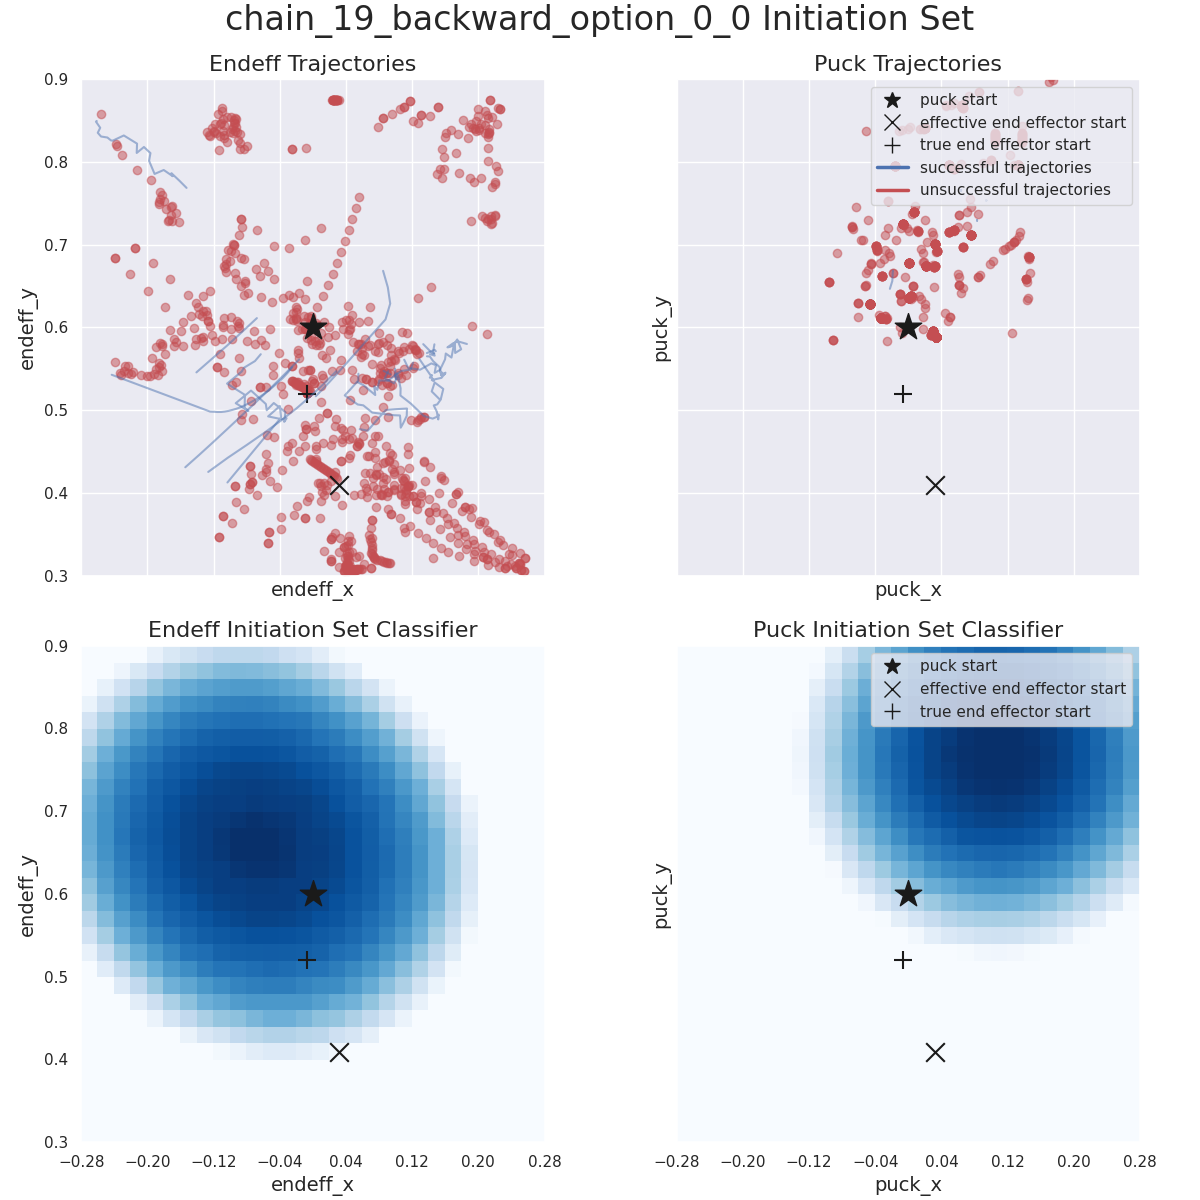 chain_19_backward_option_0_0 Initiation Set
Endeff Trajectories
Puck Trajectories
0.9
0.8
0.7
0.6
0.5
0.4
0.3
endeff_y
endeff_x
puck start
effective end effector start
true end effector start
successful trajectories
unsuccessful trajectories
puck_y
puck_x
Endeff Initiation Set Classifier
Puck Initiation Set Classifier
0.9
0.8
0.7
0.6
0.5
0.4
0.3
endeff_y
−0.28 −0.20 −0.12 −0.04 0.04 0.12 0.20 0.28
endeff_x
puck start
effective end effector start
true end effector start
puck_y
−0.28 −0.20 −0.12 −0.04 0.04 0.12 0.20 0.28
puck_x